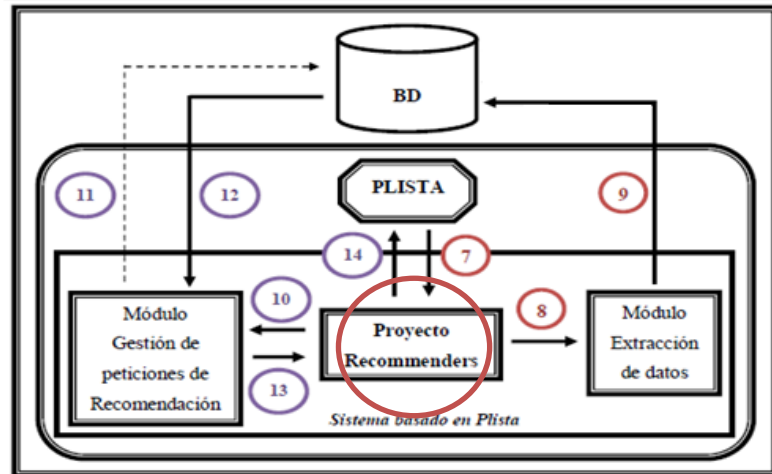 BD
11
12
PLISTA
9
14
7
Módulo
Gestión de
peticiones de
Recomendación
10
13
Proyecto
Recommenders
8
Módulo
Extracción
de datos
Sistema basado en Plista